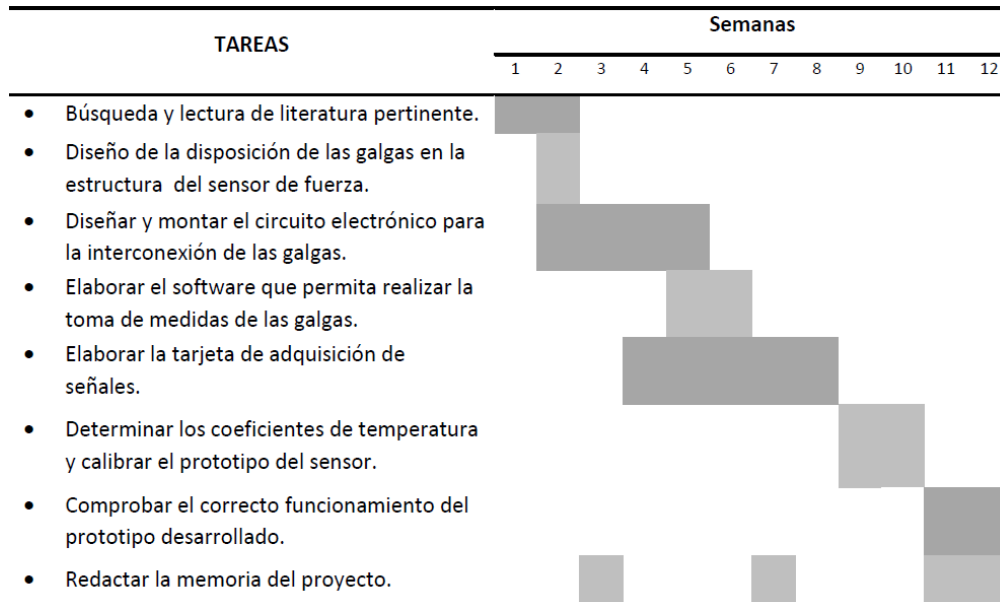 TAREAS
Semanas
1 2 3 4 5 6 7 8 9 10 11 12
• Búsqueda y lectura de literatura pertinente.
• Diseño de la disposición de las galgas en la
estructura del sensor de fuerza.
• Diseñar y montar el circuito electrónico para
la interconexión de las galgas.
• Elaborar el software que permita realizar la
toma de medidas de las galgas.
• Elaborar la tarjeta de adquisición de
señales.
• Determinar los coeficientes de temperatura
y calibrar el prototipo del sensor.
• Comprobar el correcto funcionamiento del
prototipo desarrollado.
• Redactar la memoria del proyecto.